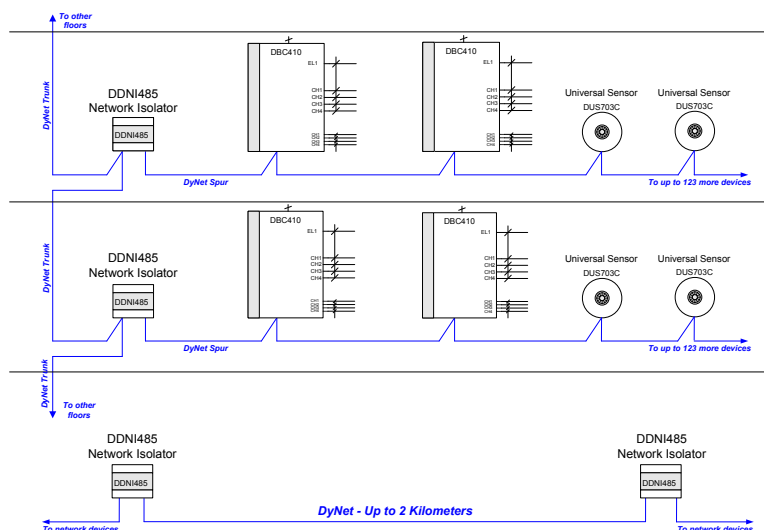 To other
floors
DyNet Trunk
DDNI485
Network Isolator
DDNI485
DBC410
EL1
CH1
CH2
CH3
CH4
DBC410
EL1
CH1
CH2
CH3
CH4
Universal Sensor
DUS703C
Universal Sensor
DUS703C
DyNet Spur
To up to 123 more devices
DyNet Trunk
DDNI485
Network Isolator
DDNI485
DBC410
EL1
CH1
CH2
CH3
CH4
DBC410
EL1
CH1
CH2
CH3
CH4
Universal Sensor
DUS703C
Universal Sensor
DUS703C
DyNet Spur
To up to 123 more devices
DyNet Trunk
To other
floors
DDNI485
Network Isolator
DDNI485
DDNI485
Network Isolator
DDNI485
DyNet - Up to 2 Kilometers
To network devices
To network devices